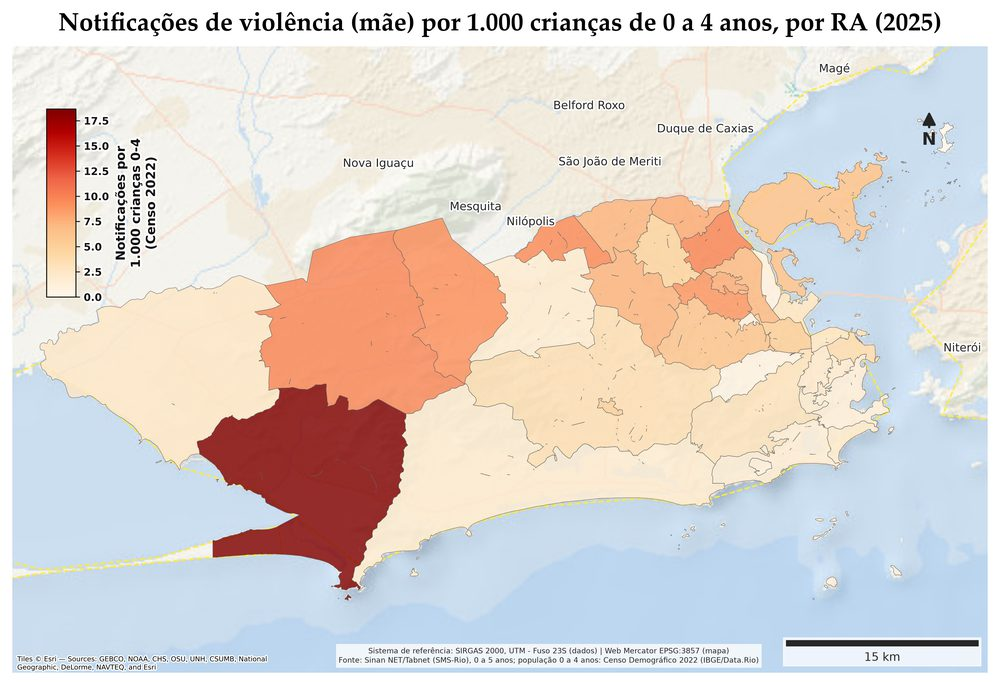 Notificações de violência (mãe) por 1.000 crianças de 0 a 4 anos, por RA (2025)
Magé
Belford Roxo
Duque de Caxias
N
Nova Iguaçu
São João de Meriti
Mesquita
Nilópolis
Niterói
17.5
15.0
12.5
10.0
7.5
5.0
2.5
0.0
Notificações por
1.000 crianças 0-4
(Censo 2022)
Tiles © Esri — Sources: GEBCO, NOAA, CHS, OSU, UNH, CSUMB, National
Geographic, DeLorme, NAVTEQ, and Esri
Sistema de referência: SIRGAS 2000, UTM - Fuso 23S (dados) | Web Mercator EPSG:3857 (mapa)
Fonte: Sinan NET/Tabnet (SMS-Rio), 0 a 5 anos; população 0 a 4 anos: Censo Demográfico 2022 (IBGE/Data.Rio)
15 km